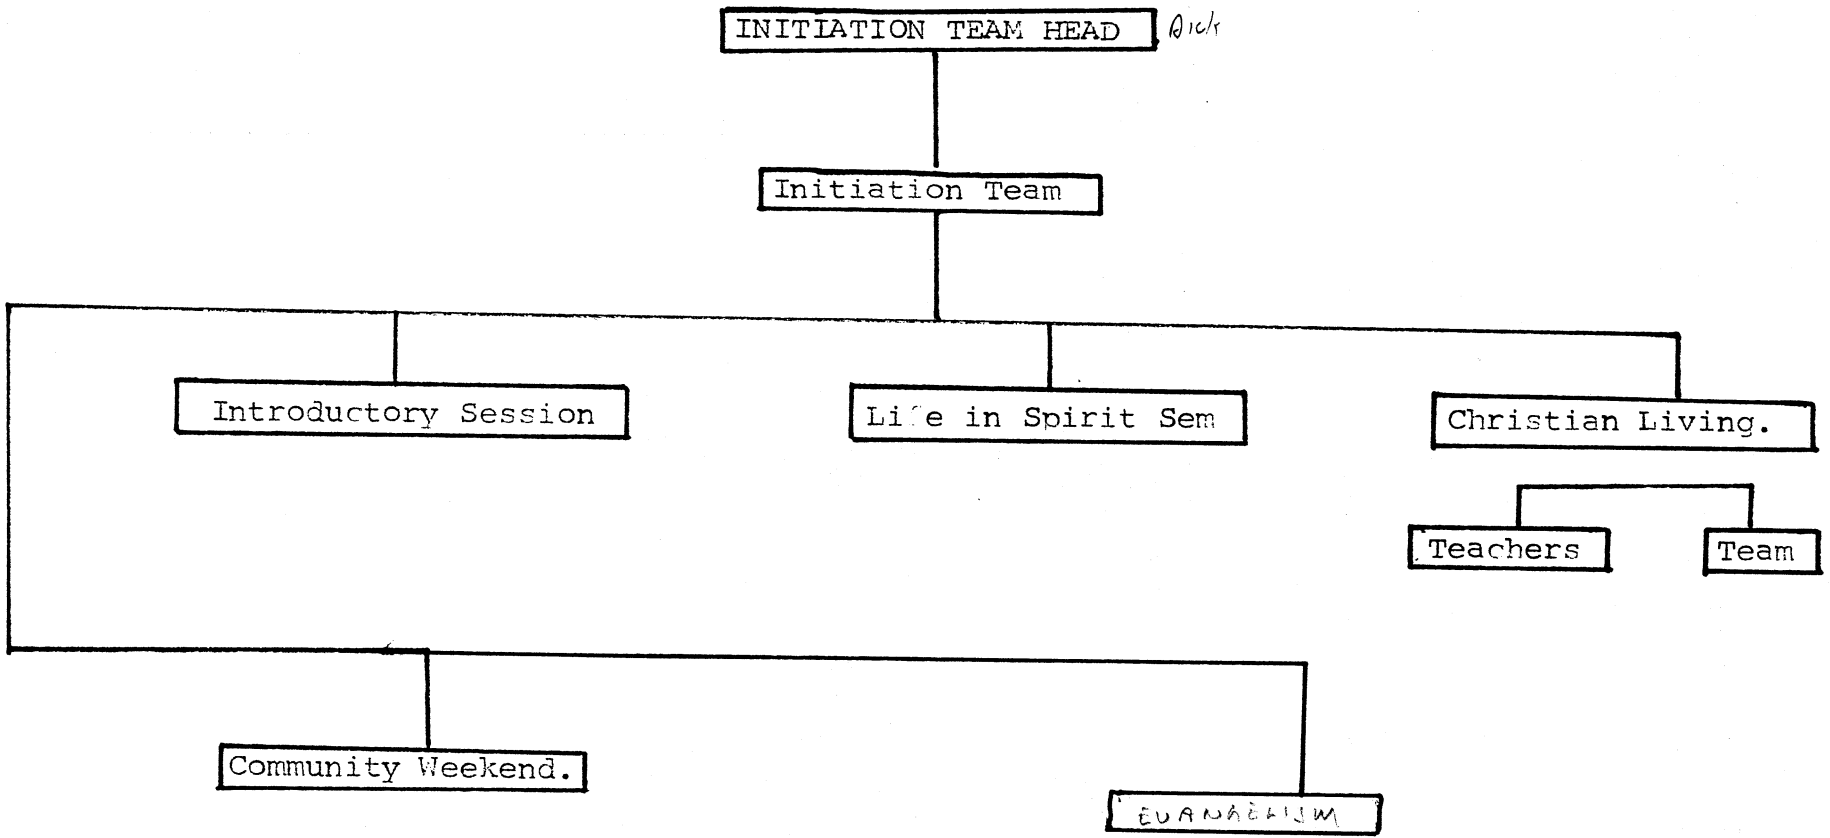 INITIATION TEAM HEAD Dick
Initiation Team
Introductory Session
Life in Spirit Sem
Christian Living.
Teachers
Team
Community Weekend.
EVANGELISM